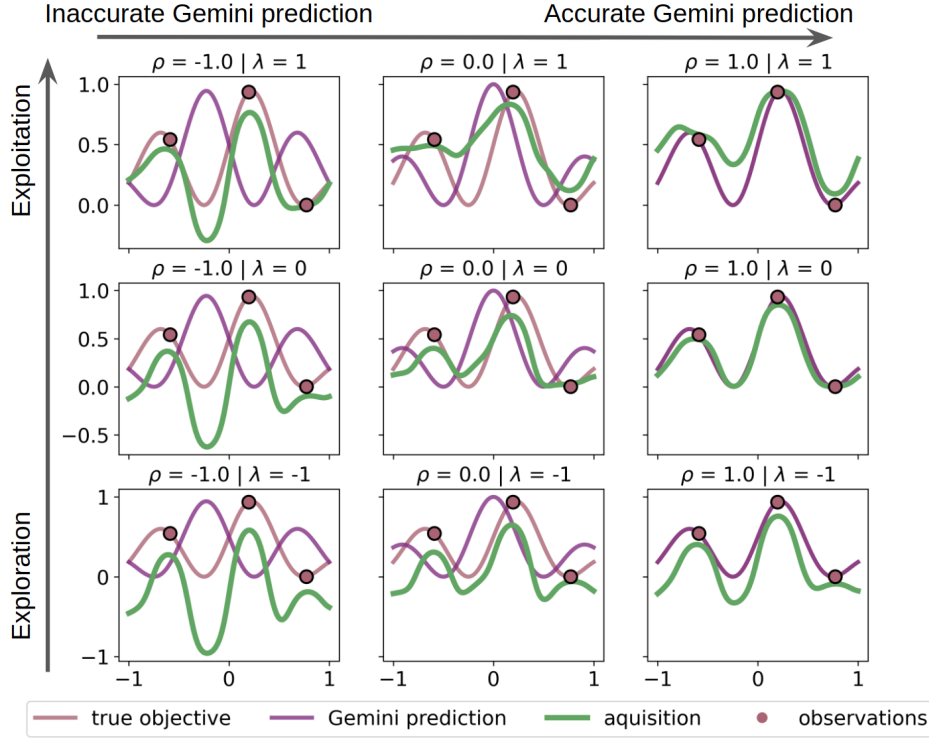 Inaccurate Gemini prediction
Accurate Gemini prediction
Exploitation
Exploration
ρ = -1.0 | λ = 1
ρ = 0.0 | λ = 1
ρ = 1.0 | λ = 1
1.0
0.5
0.0
ρ = -1.0 | λ = 0
ρ = 0.0 | λ = 0
ρ = 1.0 | λ = 0
1.0
0.5
0.0
−0.5
ρ = -1.0 | λ = -1
ρ = 0.0 | λ = -1
ρ = 1.0 | λ = -1
1
0
−1
−1 0 1
−1 0 1
−1 0 1
true objective
Gemini prediction
aquisition
observations